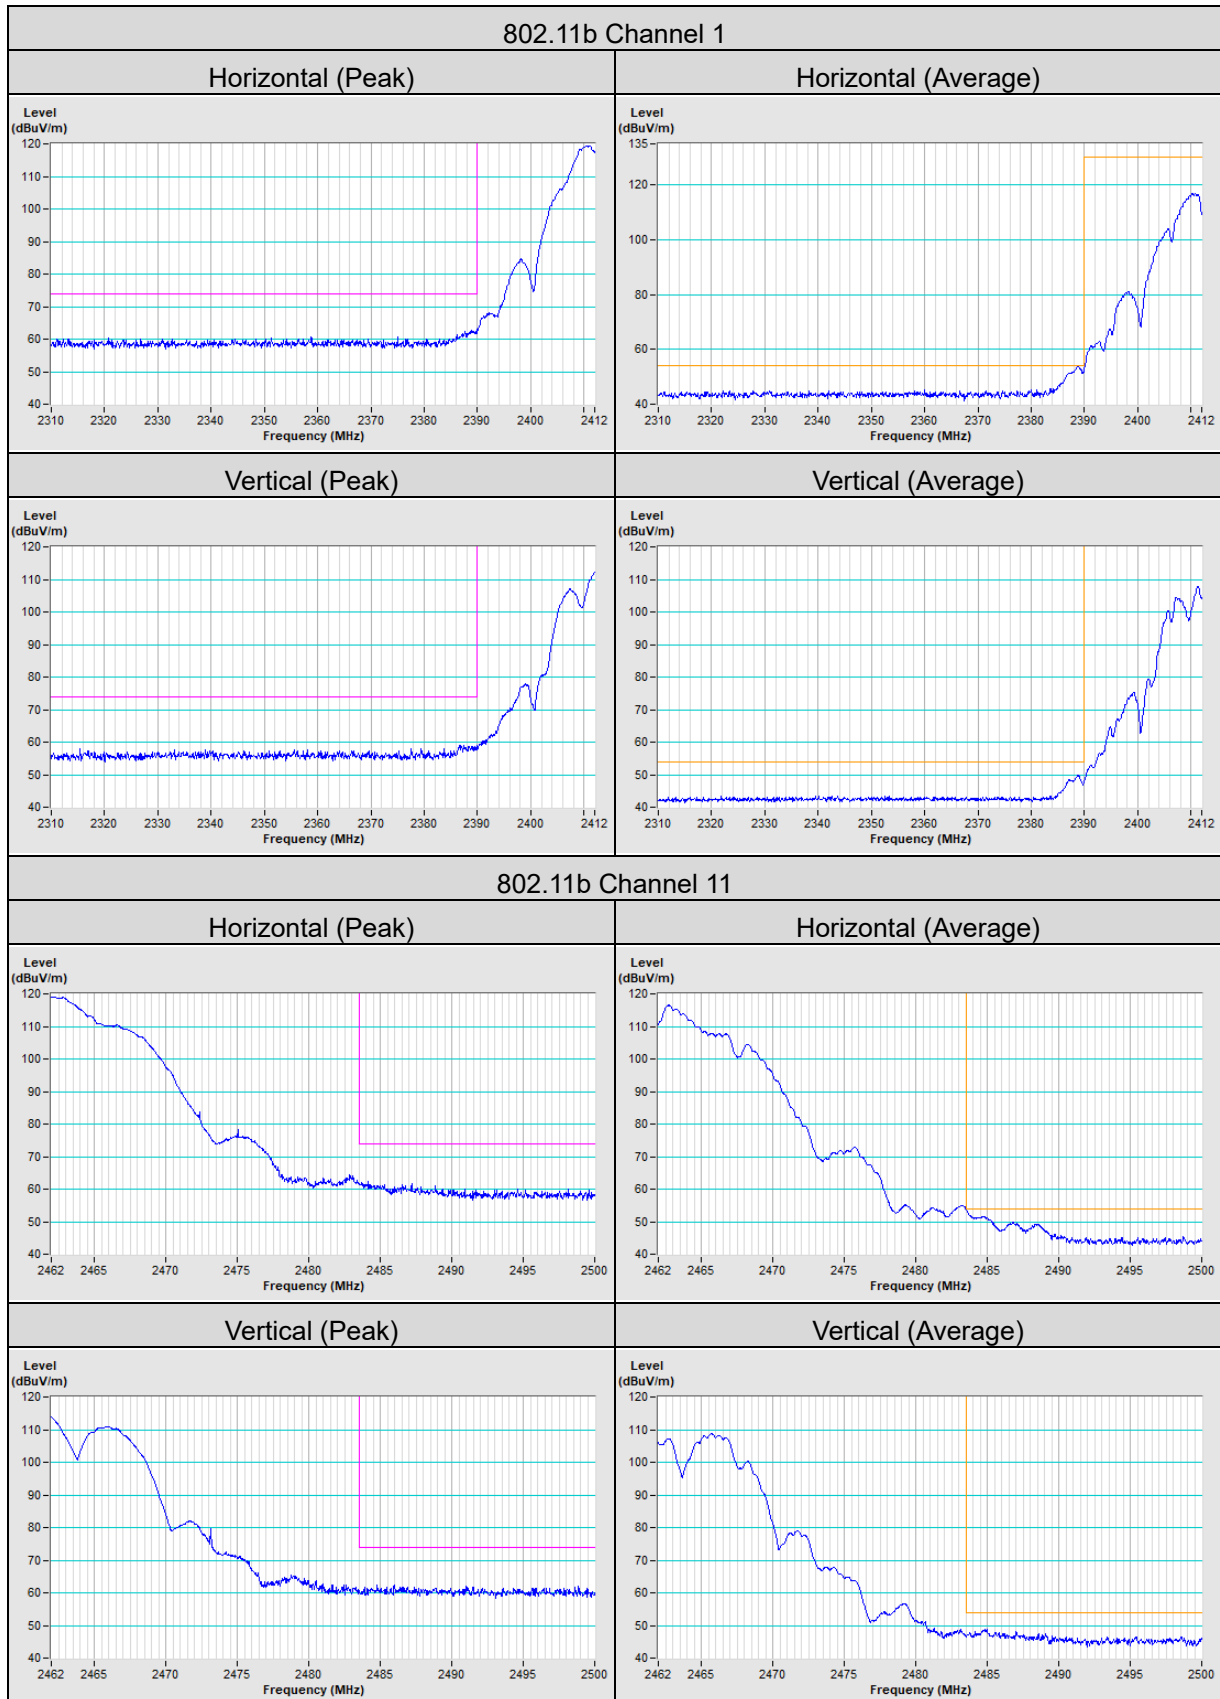 802.11b Channel 1
Horizontal (Peak)
Horizontal (Average)
Level
(dBuV/m)
120
110
100
90
80
70
60
50
40
2310 2320 2330 2340 2350 2360 2370 2380 2390 2400 2412
Frequency (MHz)
Level
(dBuV/m)
135
120
100
80
60
40
2310 2320 2330 2340 2350 2360 2370 2380 2390 2400 2412
Frequency (MHz)
Vertical (Peak)
Vertical (Average)
Level
(dBuV/m)
120
110
100
90
80
70
60
50
40
2310 2320 2330 2340 2350 2360 2370 2380 2390 2400 2412
Frequency (MHz)
Level
(dBuV/m)
120
110
100
90
80
70
60
50
40
2310 2320 2330 2340 2350 2360 2370 2380 2390 2400 2412
Frequency (MHz)
802.11b Channel 11
Horizontal (Peak)
Horizontal (Average)
Level
(dBuV/m)
120
110
100
90
80
70
60
50
40
2462 2465 2470 2475 2480 2485 2490 2495 2500
Frequency (MHz)
Level
(dBuV/m)
120
110
100
90
80
70
60
50
40
2462 2465 2470 2475 2480 2485 2490 2495 2500
Frequency (MHz)
Vertical (Peak)
Vertical (Average)
Level
(dBuV/m)
120
110
100
90
80
70
60
50
40
2462 2465 2470 2475 2480 2485 2490 2495 2500
Frequency (MHz)
Level
(dBuV/m)
120
110
100
90
80
70
60
50
40
2462 2465 2470 2475 2480 2485 2490 2495 2500
Frequency (MHz)